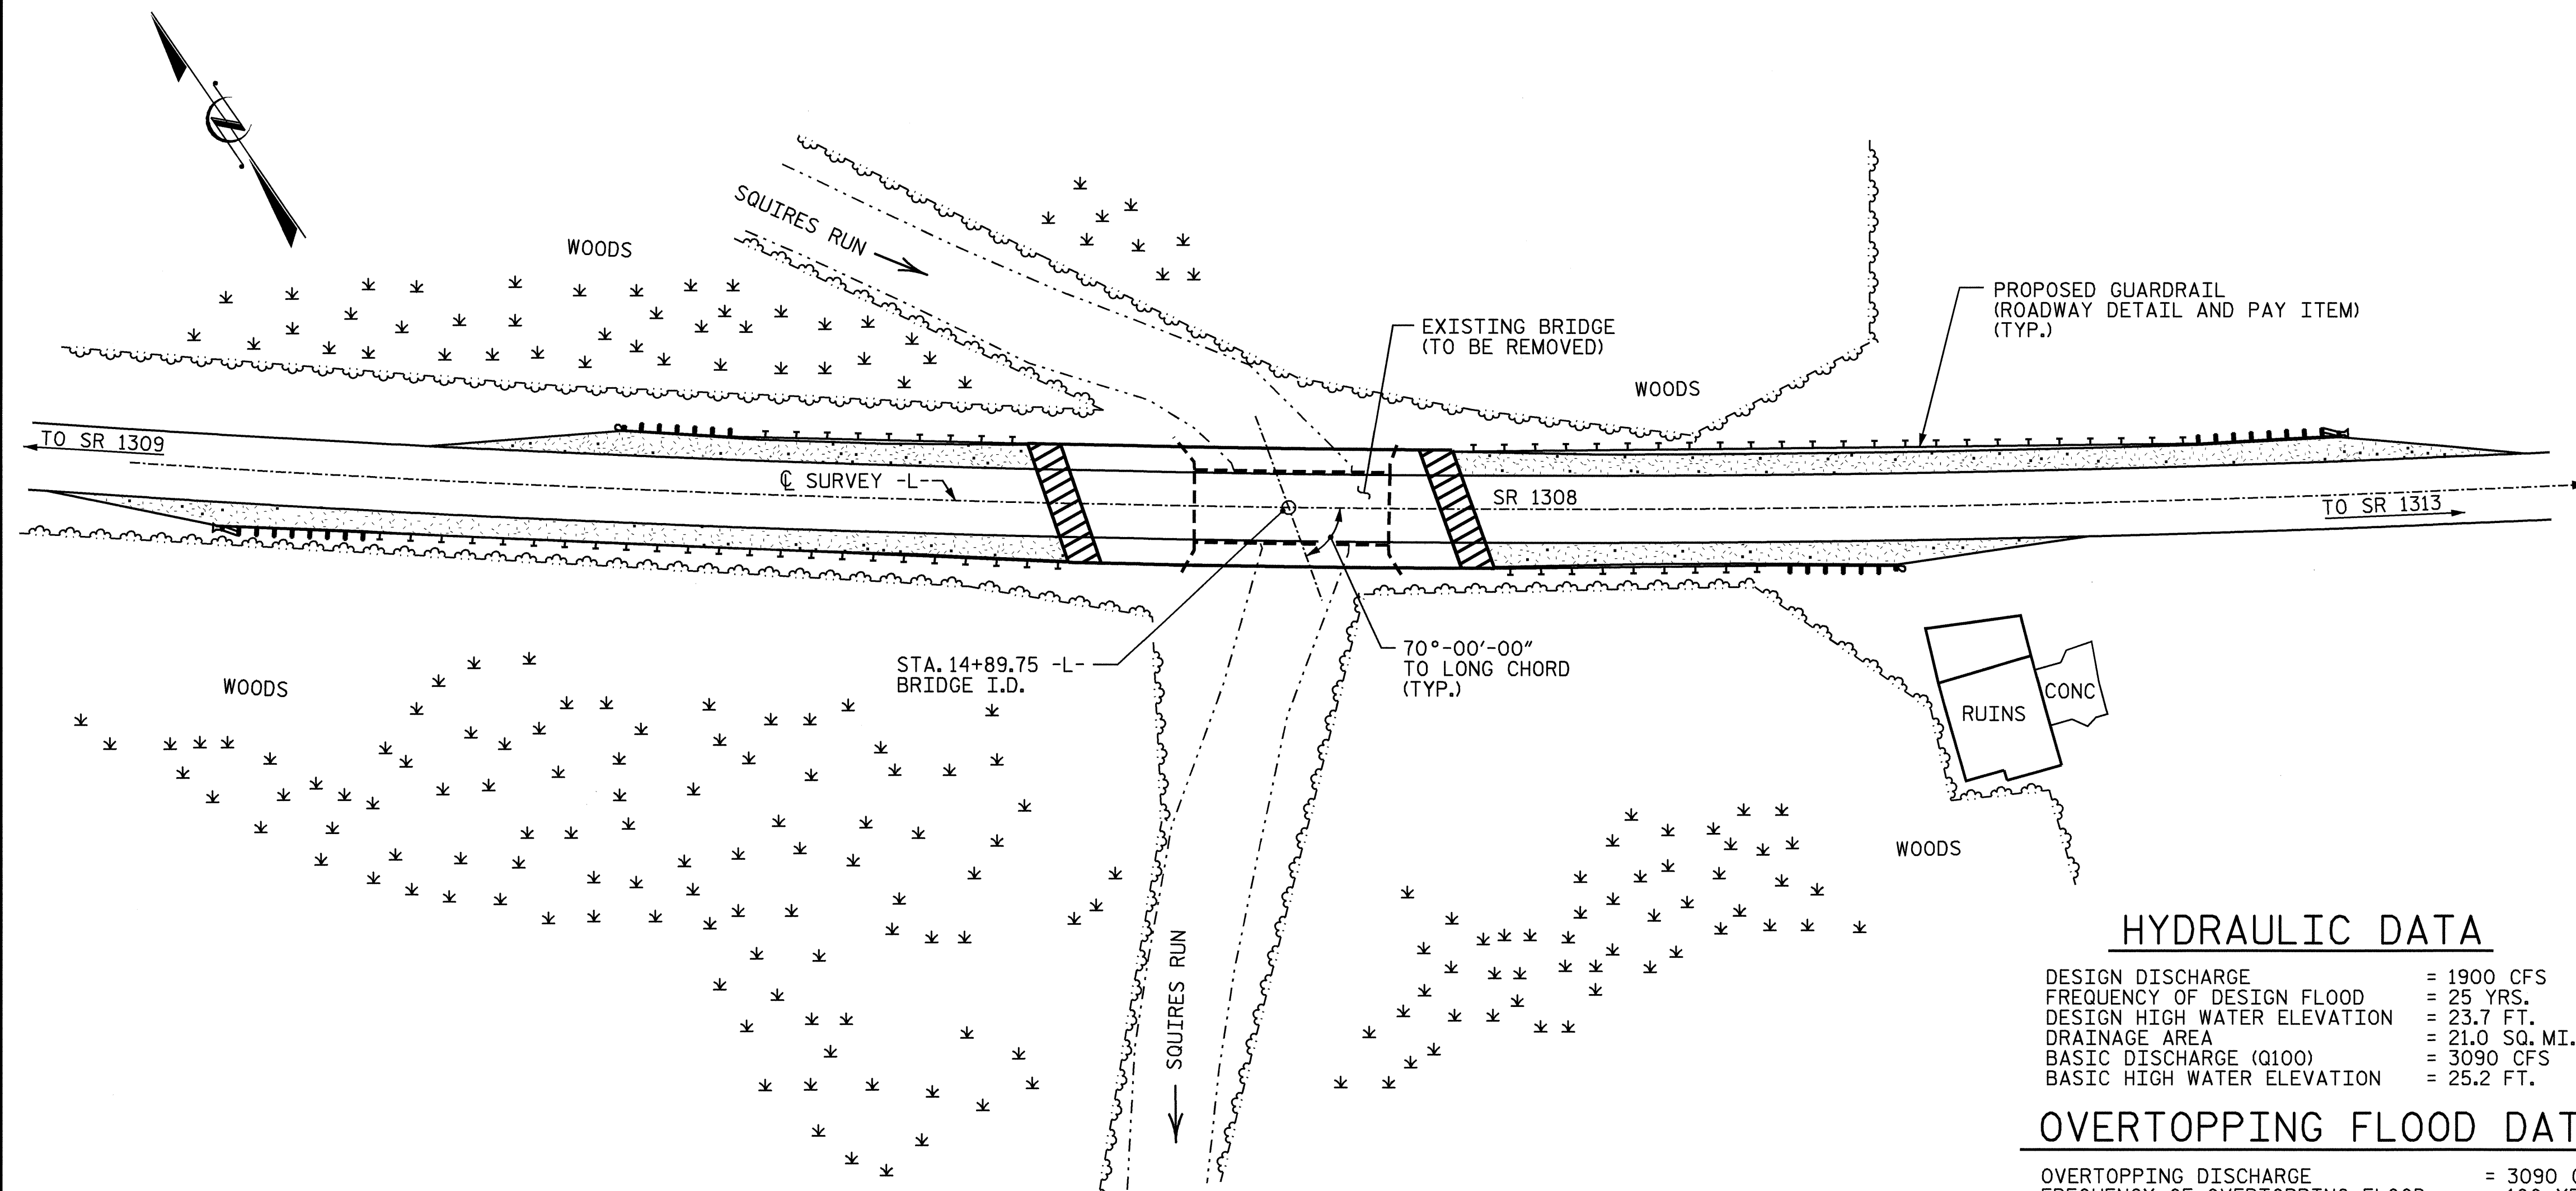 SQUIRES RUN
WOODS
PROPOSED GUARDRAIL
(ROADWAY DETAIL AND PAY ITEM)
(TYP.)
EXISTING BRIDGE
(TO BE REMOVED)
WOODS
TO SR 1309
℄ SURVEY -L-
SR 1308
TO SR 1313
STA. 14+89.75 -L-
BRIDGE I.D.
70°-00'-00"
TO LONG CHORD
(TYP.)
WOODS
CONC
RUINS
WOODS
SQUIRES RUN
HYDRAULIC DATA
DESIGN DISCHARGE = 1900 CFS
FREQUENCY OF DESIGN FLOOD = 25 YRS.
DESIGN HIGH WATER ELEVATION = 23.7 FT.
DRAINAGE AREA = 21.0 SQ. MI.
BASIC DISCHARGE (Q100) = 3090 CFS
BASIC HIGH WATER ELEVATION = 25.2 FT.
OVERTOPPING FLOOD DAT
OVERTOPPING DISCHARGE = 3090